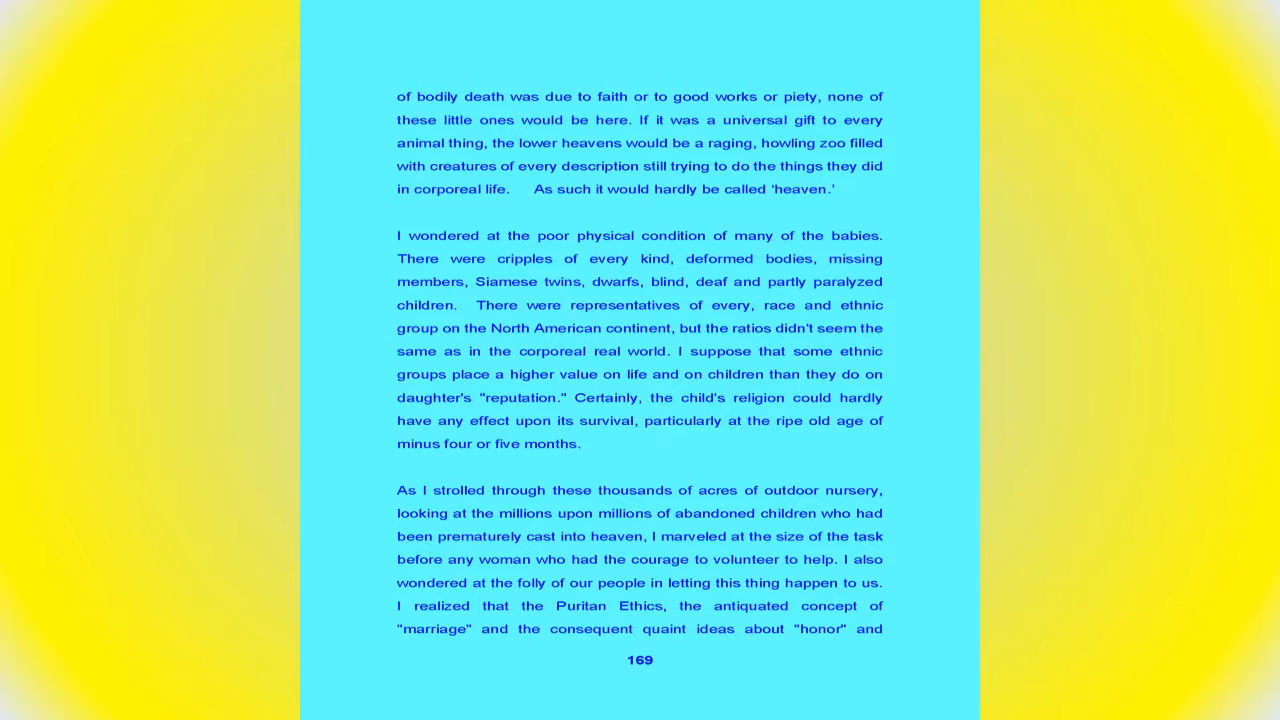 of bodily death was due to faith or to good works or piety, none of
these little ones would be here. If it was a universal gift to every
animal thing, the lower heavens would be a raging, howling zoo filled
with creatures of every description still trying to do the things they did
in corporeal life. As such it would hardly be called ‘heaven.’
I wondered at the poor physical condition of many of the babies.
There were cripples of every kind, deformed bodies, missing
members, Siamese twins, dwarfs, blind, deaf and partly paralyzed
children. There were representatives of every, race and ethnic
group on the North American continent, but the ratios didn't seem the
same as in the corporeal real world. I suppose that some ethnic
groups place a higher value on life and on children than they do on
daughter's "reputation." Certainly, the child's religion could hardly
have any effect upon its survival, particularly at the ripe old age of
minus four or five months.
As I strolled through these thousands of acres of outdoor nursery,
looking at the millions upon millions of abandoned children who had
been prematurely cast into heaven, I marveled at the size of the task
before any woman who had the courage to volunteer to help. I also
wondered at the folly of our people in letting this thing happen to us.
I realized that the Puritan Ethics, the antiquated concept of
"marriage" and the consequent quaint ideas about "honor" and
169